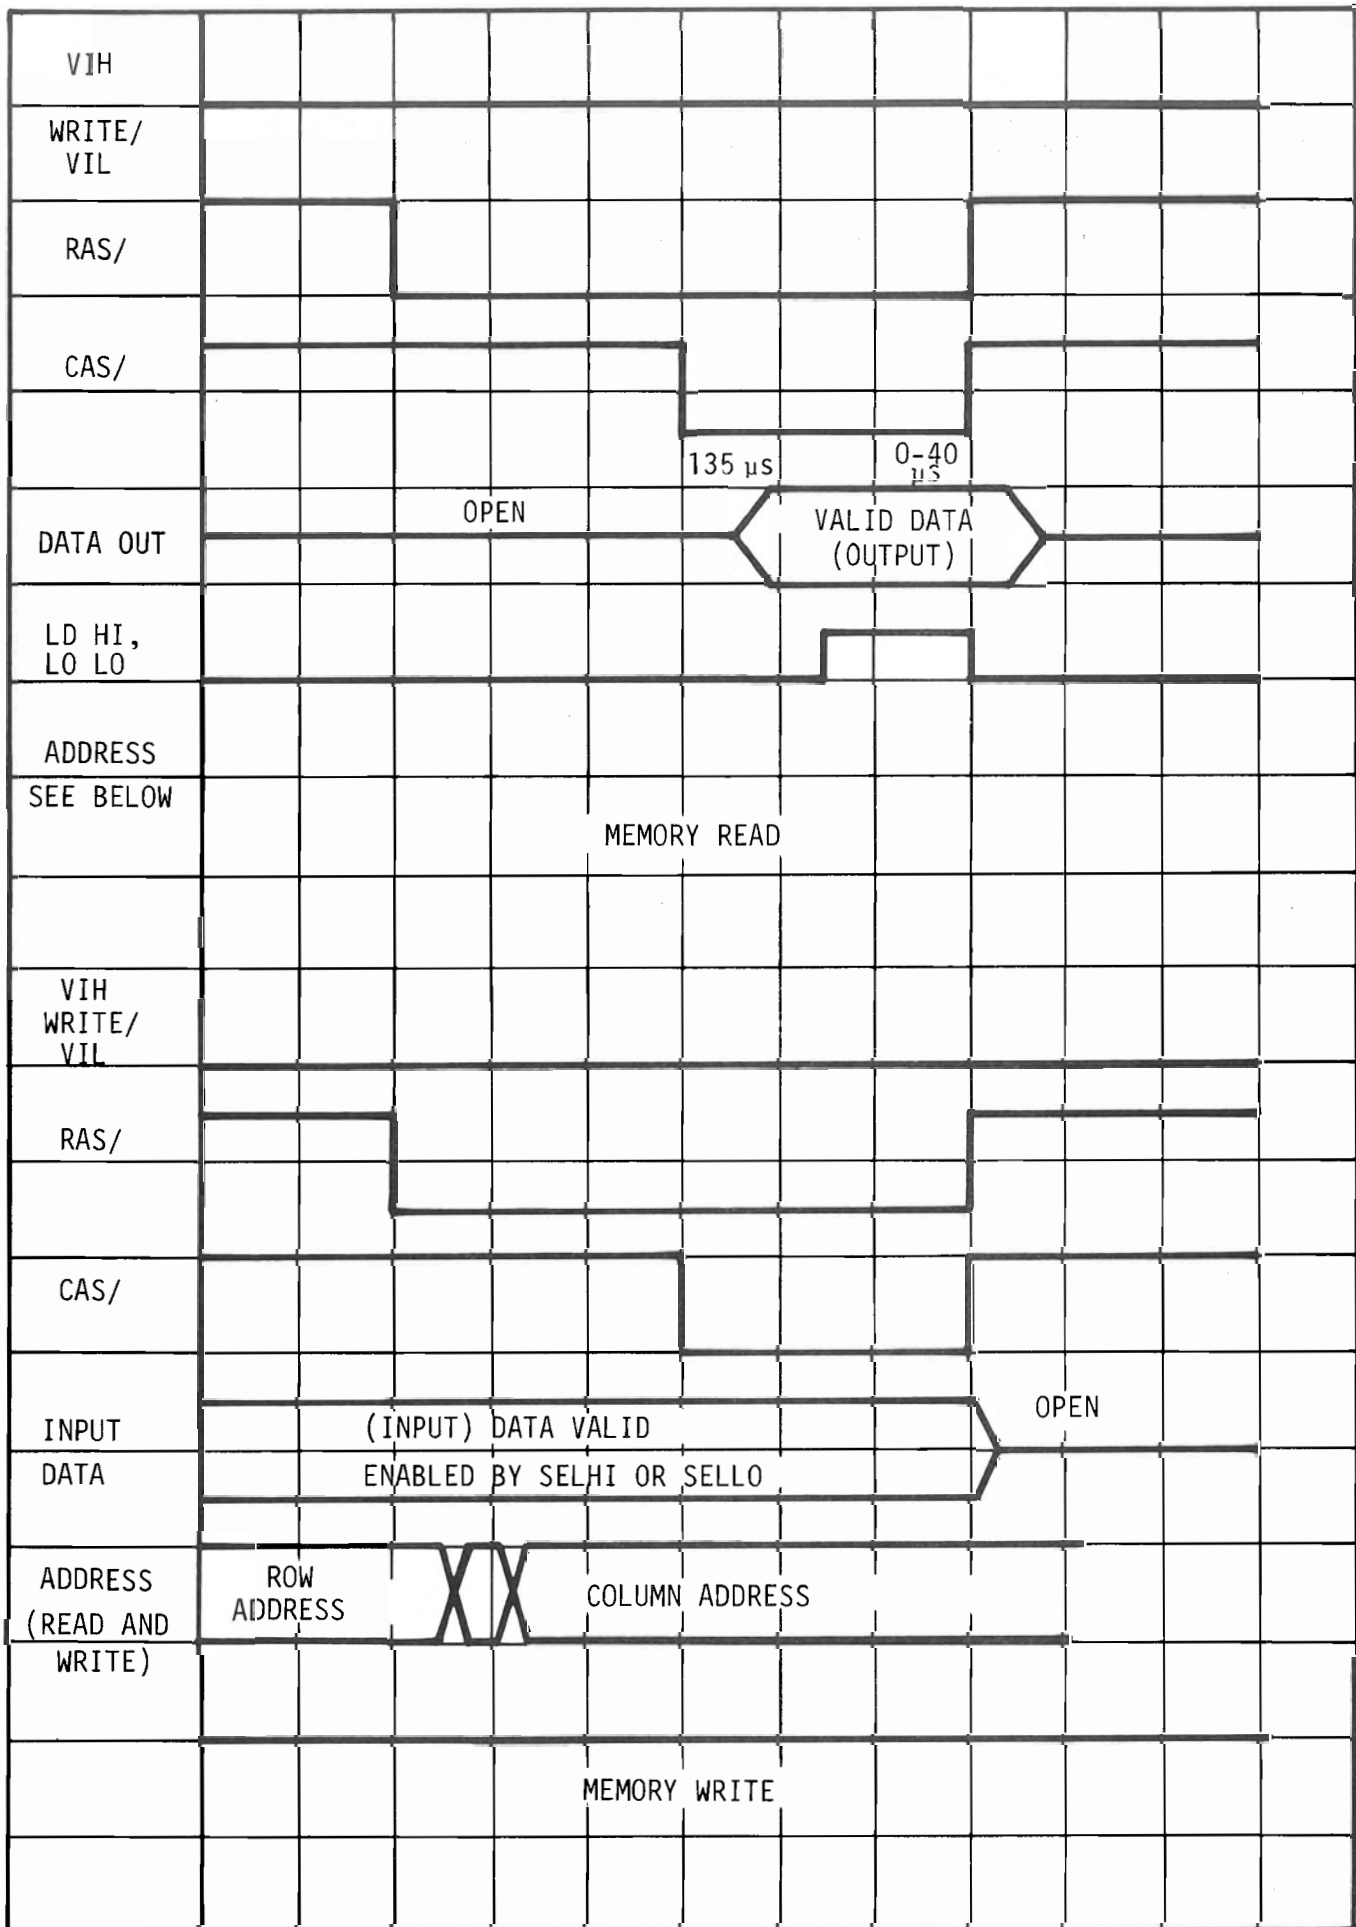 VIH
WRITE/
VIL
RAS/
CAS/
135 μs
0-40
μs
OPEN
DATA OUT
VALID DATA
(OUTPUT)
LD HI,
LO LO
ADDRESS
SEE BELOW
MEMORY READ
VIH
WRITE/
VIL
RAS/
CAS/
OPEN
INPUT
(INPUT) DATA VALID
DATA
ENABLED BY SELHI OR SELLO
ADDRESS
(READ AND
WRITE)
ROW
ADDRESS
COLUMN ADDRESS
MEMORY WRITE